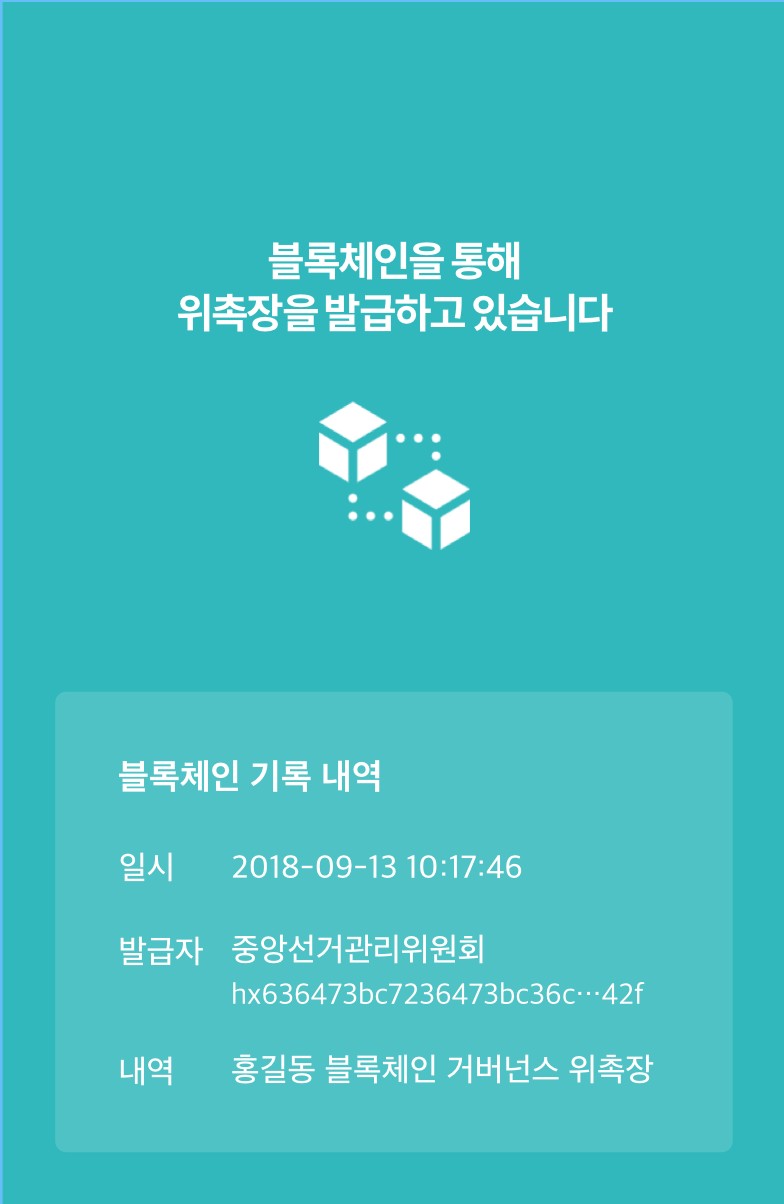 블록체인을 통해
위촉장을 발급하고 있습니다
블록체인 기록 내역
일시 2018-09-13 10:17:46
발급자 중앙선거관리위원회
hx636473bc7236473bc36c···42f
내역 홍길동 블록체인 거버넌스 위촉장